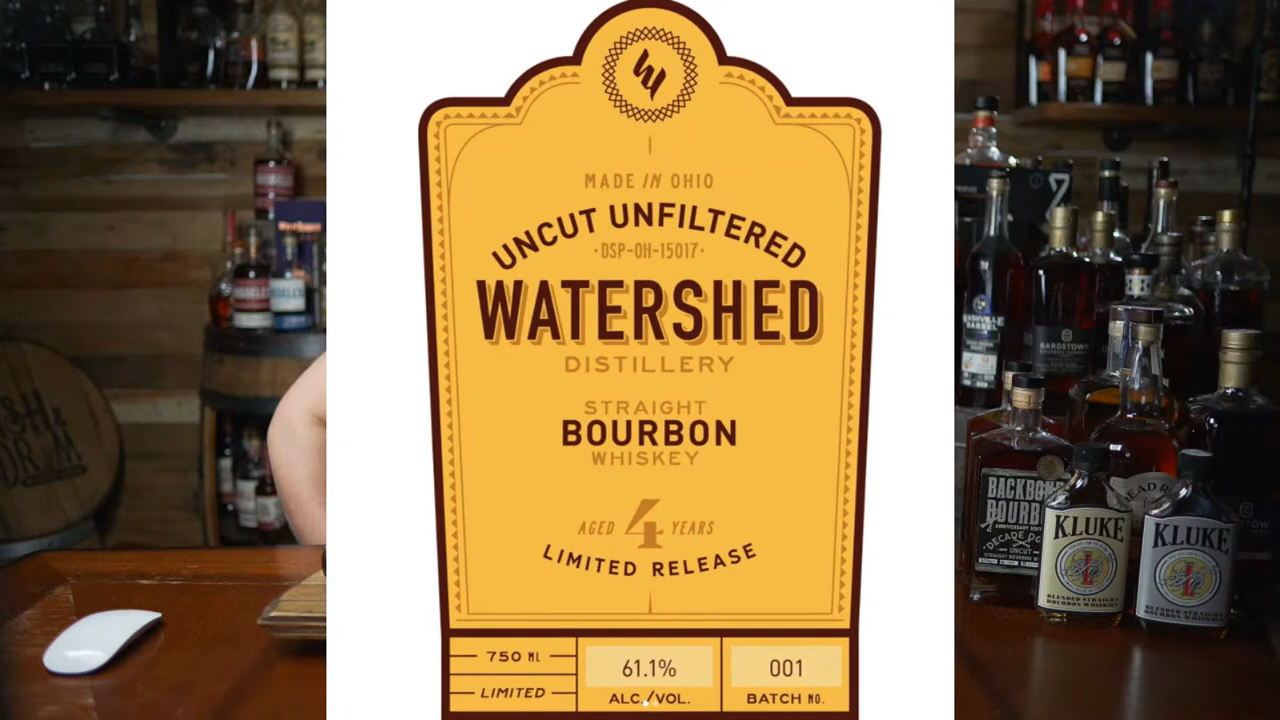 MADE IN OHIO
UNCUT UNFILTERED
·DSP-OH-15017·
WATERSHED
DISTILLERY
STRAIGHT
BOURBON
WHISKEY
AGED 4 YEARS
LIMITED RELEASE
750 ML
LIMITED
61.1%
ALC./VOL.
001
BATCH NO.
BARDSTOWN
BACKBONE
BOURBON
UNCUT
KLUKE
BLENDED STRAIGHT
BOURBON WHISKIES
KLUKE
BLENDED STRAIGHT
BOURBON WHISKIES